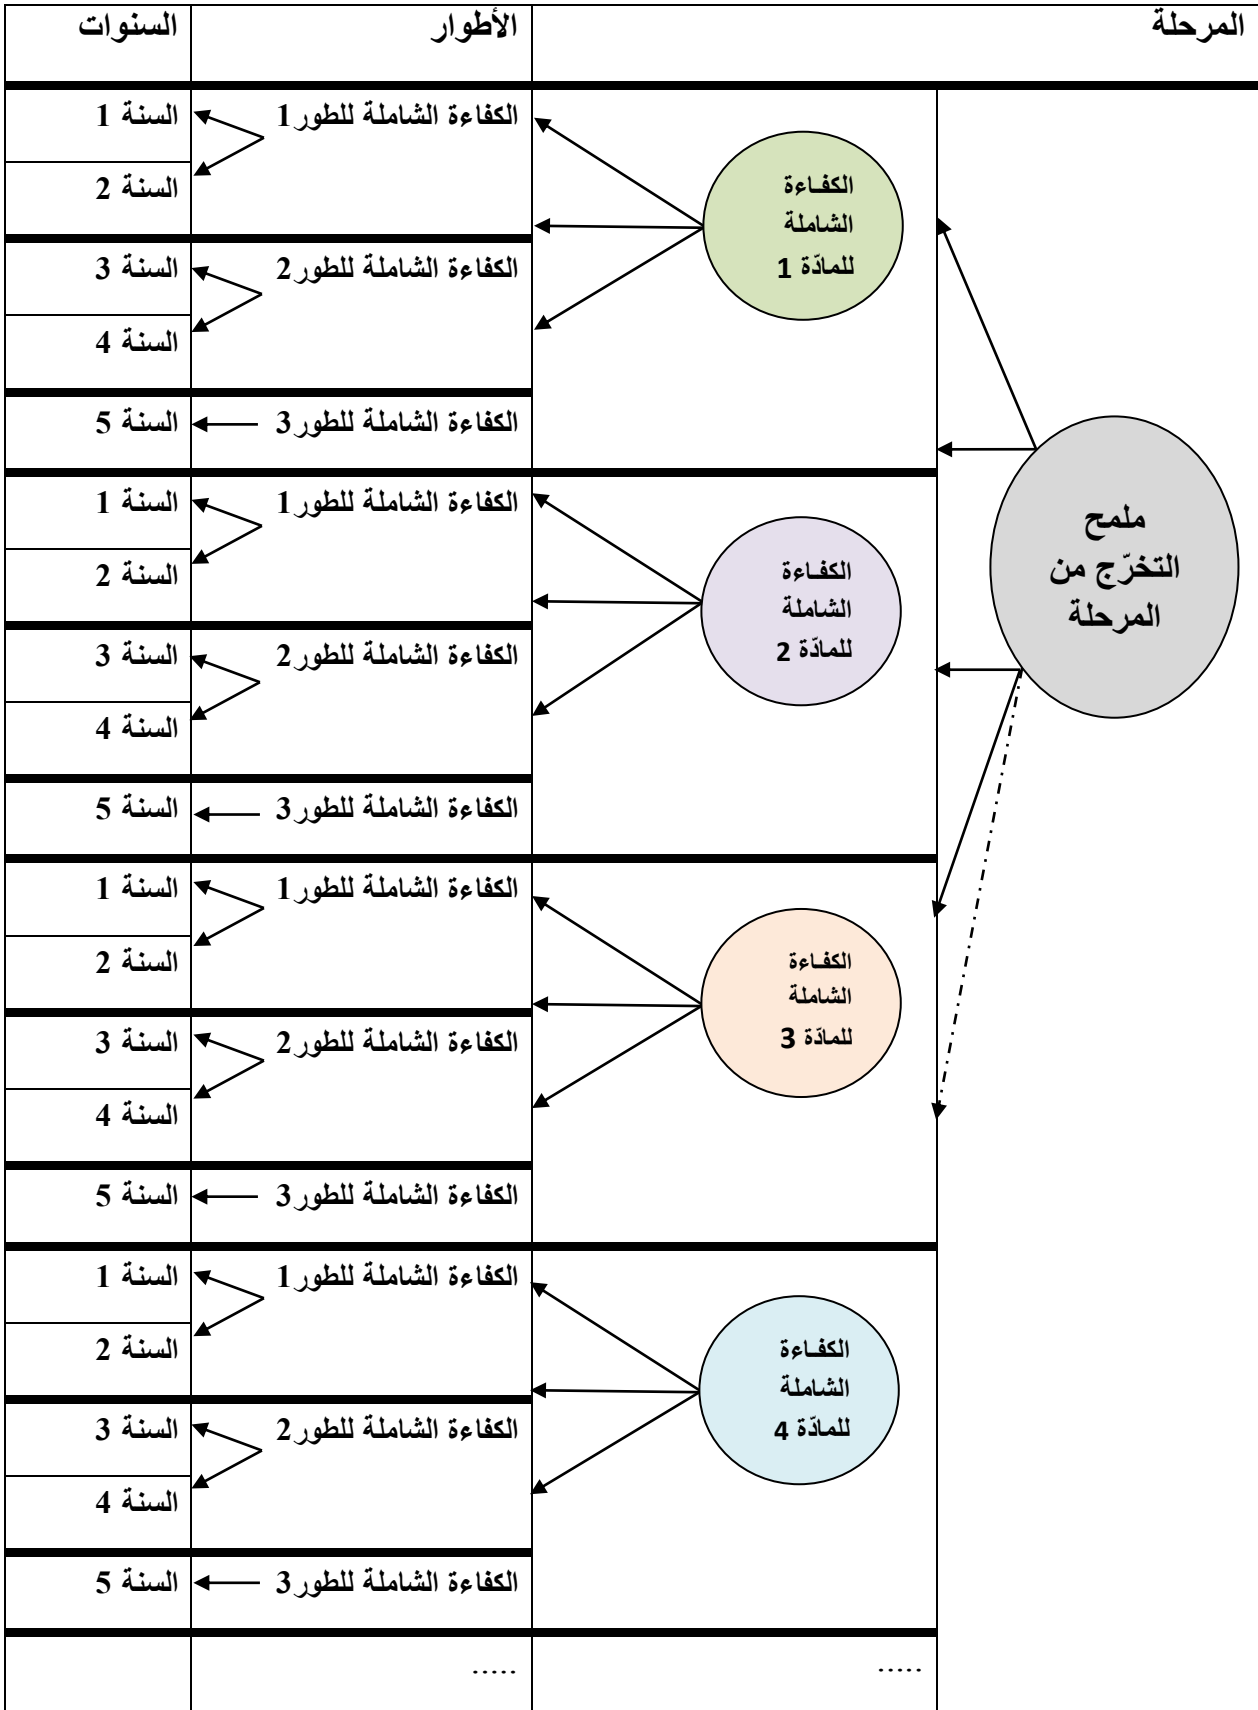 المرحلة
الأطوار
السنوات
ملمح
التخرّج من
المرحلة
الكفـاءة
الشاملة
للمادّة 1
الكفاءة الشاملة للطور1
السنة 1
السنة 2
الكفاءة الشاملة للطور2
السنة 3
السنة 4
الكفاءة الشاملة للطور3
السنة 5
الكفـاءة
الشاملة
للمادّة 2
الكفاءة الشاملة للطور1
السنة 1
السنة 2
الكفاءة الشاملة للطور2
السنة 3
السنة 4
الكفاءة الشاملة للطور3
السنة 5
الكفـاءة
الشاملة
للمادّة 3
الكفاءة الشاملة للطور1
السنة 1
السنة 2
الكفاءة الشاملة للطور2
السنة 3
السنة 4
الكفاءة الشاملة للطور3
السنة 5
الكفـاءة
الشاملة
للمادّة 4
الكفاءة الشاملة للطور1
السنة 1
السنة 2
الكفاءة الشاملة للطور2
السنة 3
السنة 4
الكفاءة الشاملة للطور3
السنة 5
.....
.....